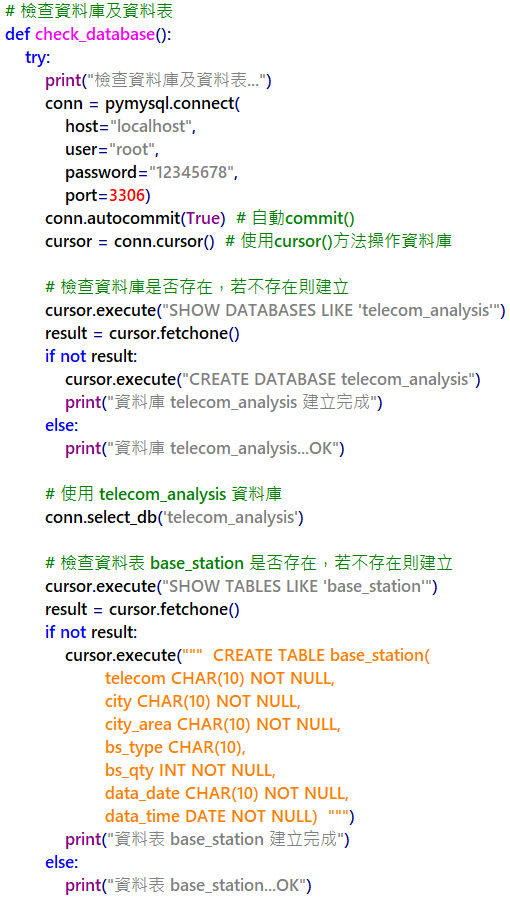 # 檢查資料庫及資料表
def check_database():
    try:
        print("檢查資料庫及資料表...")
        conn = pymysql.connect(
            host="localhost",
            user="root",
            password="12345678",
            port=3306)
        conn.autocommit(True)  # 自動commit()
        cursor = conn.cursor()  # 使用cursor()方法操作資料庫

        # 檢查資料庫是否存在，若不存在則建立
        cursor.execute("SHOW DATABASES LIKE 'telecom_analysis'")
        result = cursor.fetchone()
        if not result:
            cursor.execute("CREATE DATABASE telecom_analysis")
            print("資料庫 telecom_analysis 建立完成")
        else:
            print("資料庫 telecom_analysis...OK")

        # 使用 telecom_analysis 資料庫
        conn.select_db('telecom_analysis')

        # 檢查資料表 base_station 是否存在，若不存在則建立
        cursor.execute("SHOW TABLES LIKE 'base_station'")
        result = cursor.fetchone()
        if not result:
            cursor.execute("""  CREATE TABLE base_station(
                    telecom CHAR(10) NOT NULL,
                    city CHAR(10) NOT NULL,
                    city_area CHAR(10) NOT NULL,
                    bs_type CHAR(10),
                    bs_qty INT NOT NULL,
                    data_date CHAR(10) NOT NULL,
                    data_time DATE NOT NULL)  """)
            print("資料表 base_station 建立完成")
        else:
            print("資料表 base_station...OK")